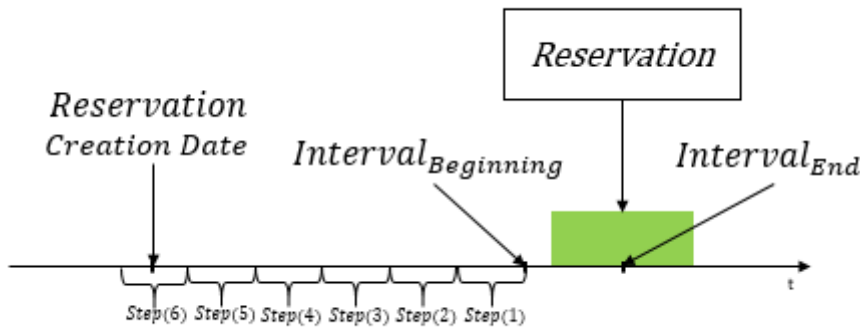 Reservation
Reservation
Creation Date
Interval_Beginning
Interval_End
t
Step(6) Step(5) Step(4) Step(3) Step(2) Step(1)